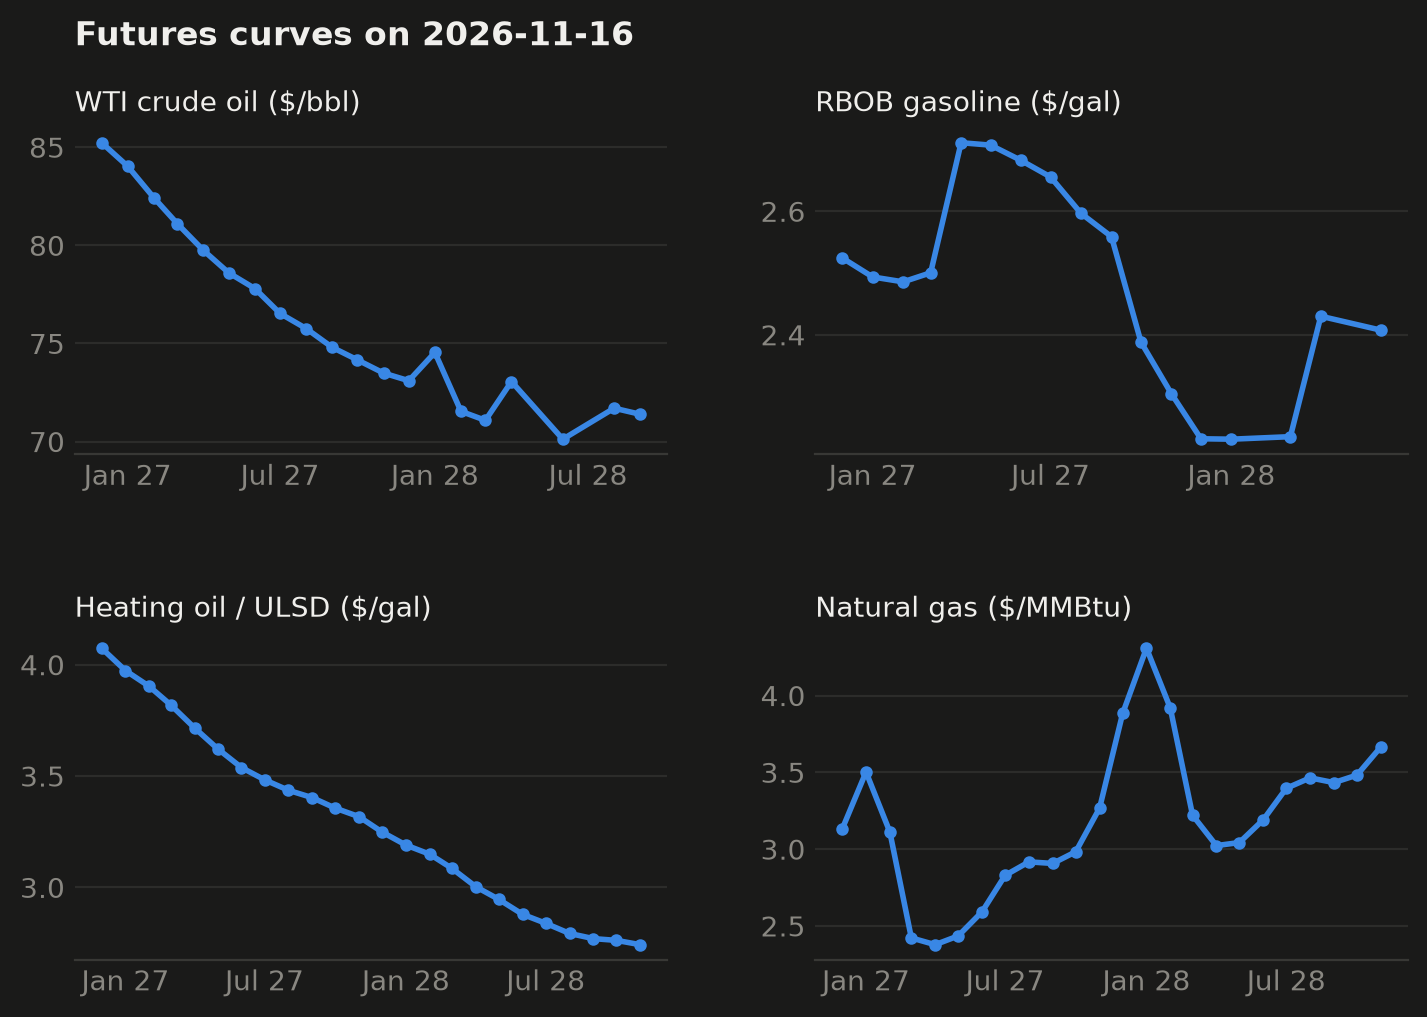 Futures curves on 2026-11-16
WTI crude oil ($/bbl)
85
80
75
70
Jan 27 Jul 27 Jan 28 Jul 28
RBOB gasoline ($/gal)
2.6
2.4
Jan 27 Jul 27 Jan 28
Heating oil / ULSD ($/gal)
4.0
3.5
3.0
Jan 27 Jul 27 Jan 28 Jul 28
Natural gas ($/MMBtu)
4.0
3.5
3.0
2.5
Jan 27 Jul 27 Jan 28 Jul 28